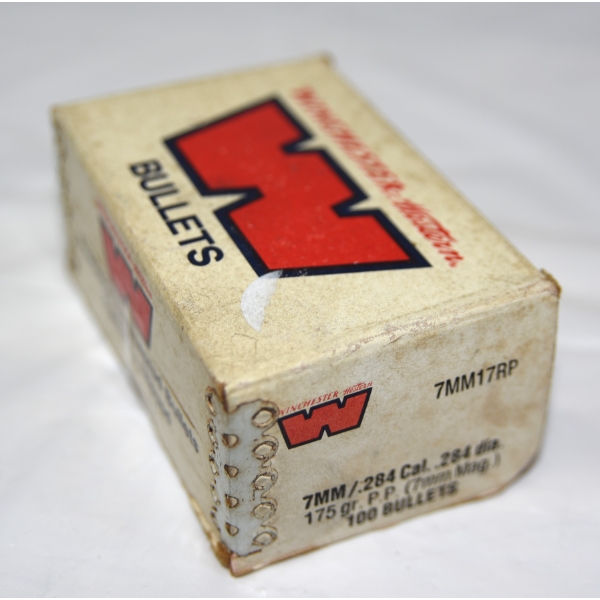 WINCHESTER Western
W
BULLETS
W
WINCHESTER Western
W
7MM17RP
7MM/.284 Cal. .284 dia.
175 gr. P.P. (7mm Mag.)
100 BULLETS